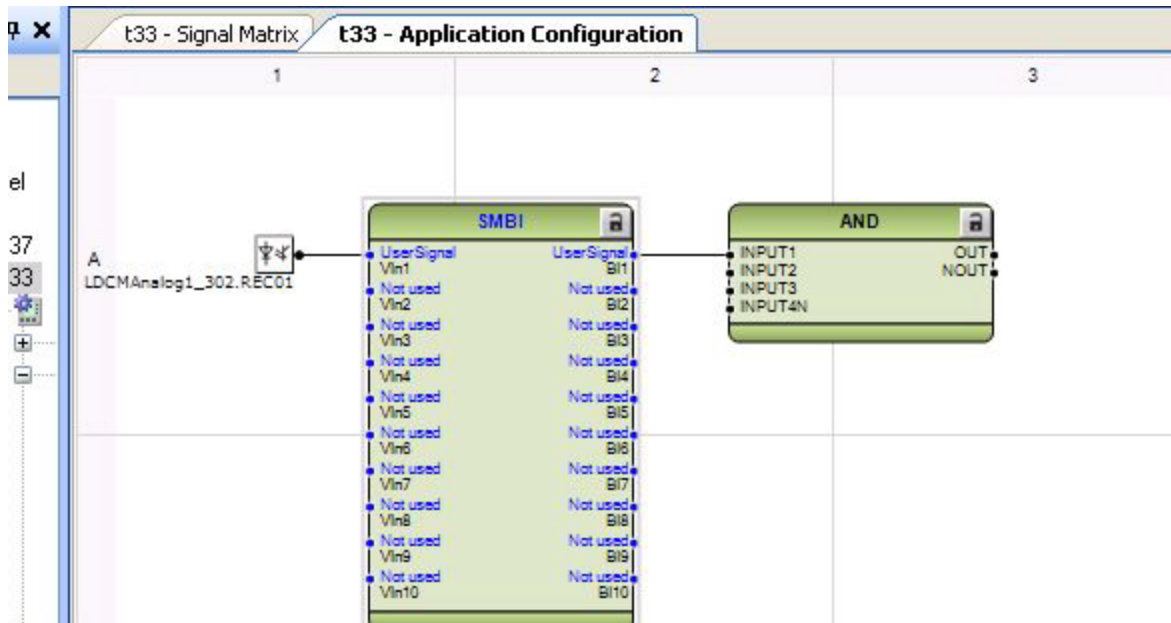 t33 - Signal Matrix
t33 - Application Configuration
1
2
3
el
37
33
A
LDCMAnalog1_302.REC01
SMBI
UserSignal UserSignal
VIn1 BI1
Not used Not used
VIn2 BI2
Not used Not used
VIn3 BI3
Not used Not used
VIn4 BI4
Not used Not used
VIn5 BI5
Not used Not used
VIn6 BI6
Not used Not used
VIn7 BI7
Not used Not used
VIn8 BI8
Not used Not used
VIn9 BI9
Not used Not used
VIn10 BI10
AND
INPUT1 OUT
INPUT2 NOUT
INPUT3
INPUT4N